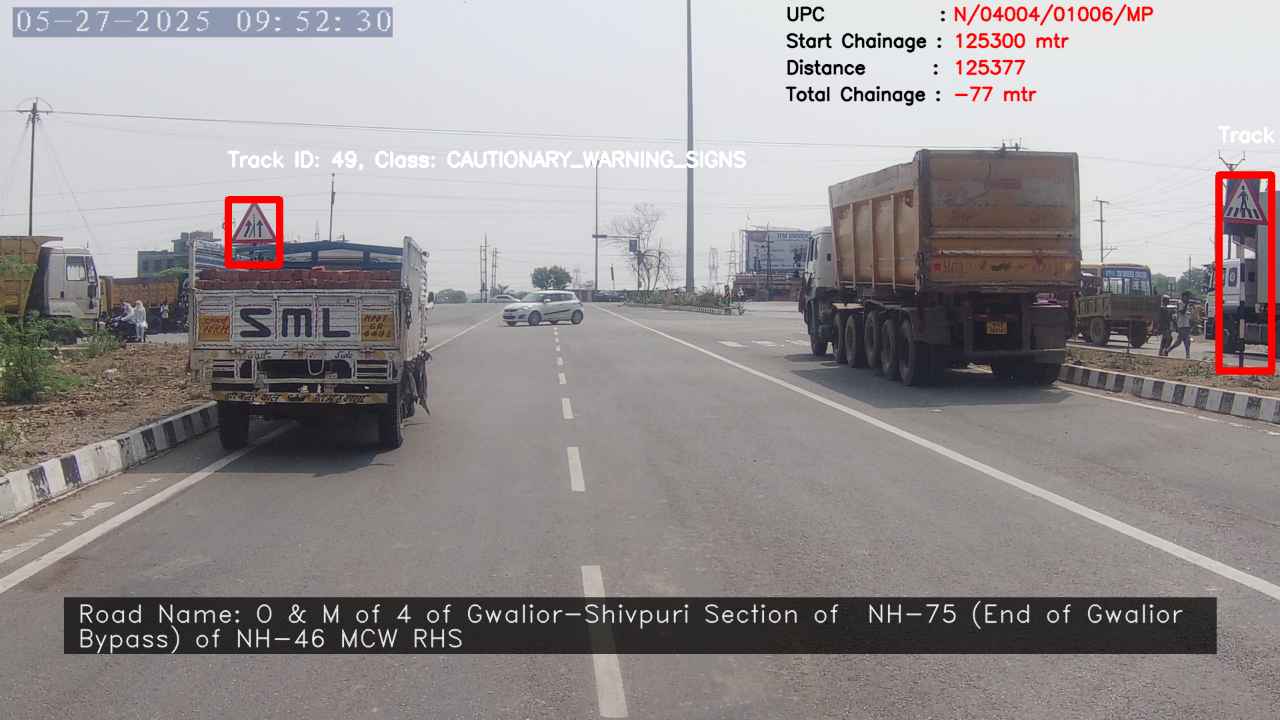 05-27-2025 09:52:30
UPC : N/04004/01006/MP
Start Chainage : 125300 mtr
Distance : 125377
Total Chainage : -77 mtr
Track
Track ID: 49, Class: CAUTIONARY_WARNING_SIGNS
SML
Road Name: O & M of 4 of Gwalior-Shivpuri Section of NH-75 (End of Gwalior
Bypass) of NH-46 MCW RHS